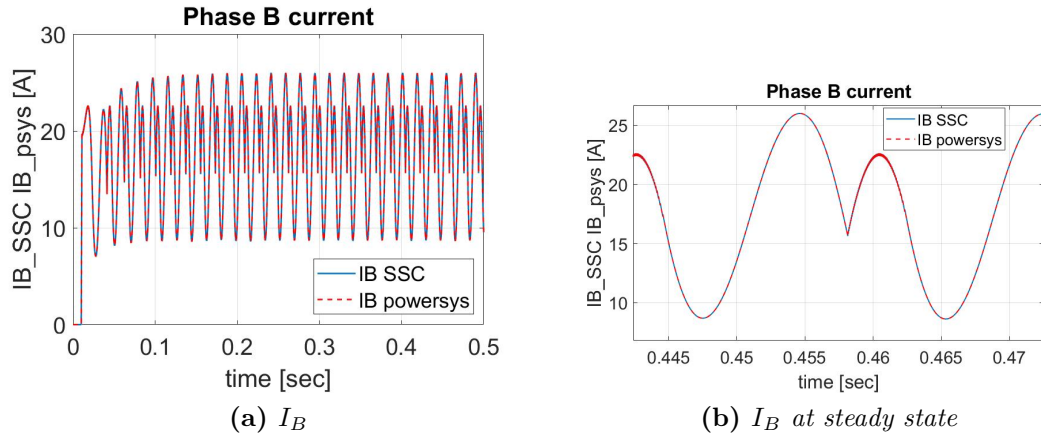 Phase B current
IB_SSC IB_psys [A]
30
20
10
0
IB SSC
IB powersys
0
0.1
0.2
0.3
0.4
0.5
time [sec]
(a) I_B
Phase B current
IB_SSC IB_psys [A]
25
20
15
10
IB SSC
IB powersys
0.445
0.45
0.455
0.46
0.465
0.47
time [sec]
(b) I_B at steady state